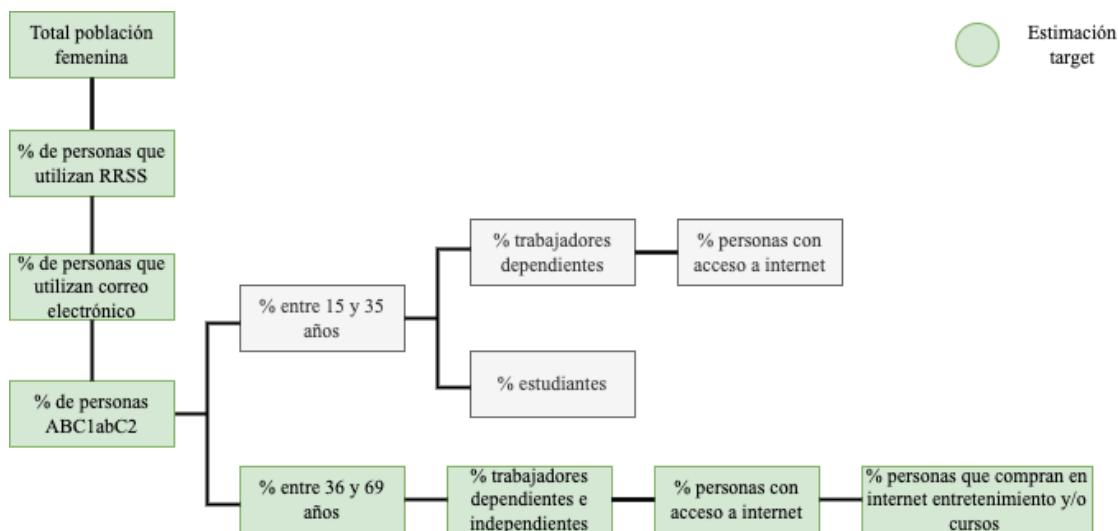 Total población
femenina
Estimación
target
% de personas que
utilizan RRSS
% de personas que
utilizan correo
electrónico
% de personas
ABC1abC2
% entre 15 y 35
años
% trabajadores
dependientes
% personas con
acceso a internet
% estudiantes
% entre 36 y 69
años
% trabajadores
dependientes e
independientes
% personas con
acceso a internet
% personas que compran en
internet entretenimiento y/o
cursos